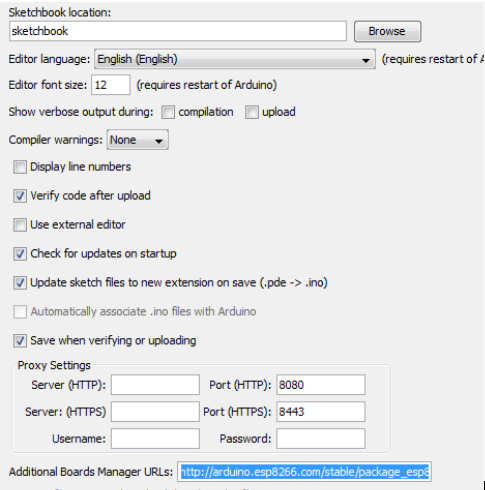 Sketchbook location:
sketchbook Browse
Editor language: English (English) (requires restart of A
Editor font size: 12 (requires restart of Arduino)
Show verbose output during: compilation upload
Compiler warnings: None
Display line numbers
Verify code after upload
Use external editor
Check for updates on startup
Update sketch files to new extension on save (.pde -> .ino)
Automatically associate .ino files with Arduino
Save when verifying or uploading
Proxy Settings
Server (HTTP): Port (HTTP): 8080
Server: (HTTPS) Port (HTTPS): 8443
Username: Password:
Additional Boards Manager URLs: http://arduino.esp8266.com/stable/package_esp8